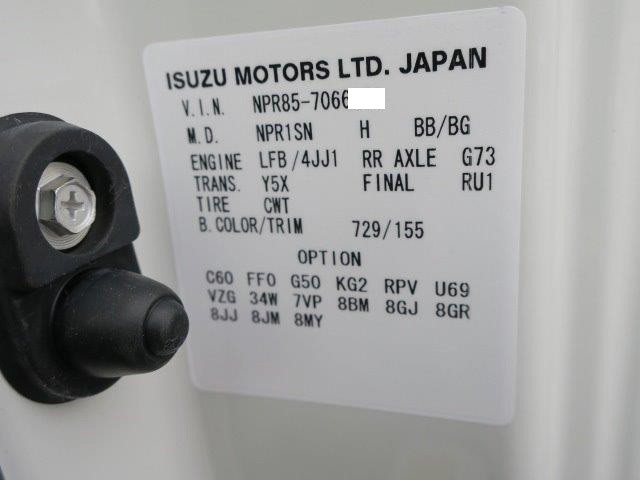 ISUZU MOTORS LTD. JAPAN
V.I.N. NPR85-7066
M.D. NPR1SN H BB/BG
ENGINE LFB/4JJ1 RR AXLE G73
TRANS. Y5X FINAL RU1
TIRE CWT
B.COLOR/TRIM 729/155
OPTION
C60 FF0 G50 KG2 RPV U69
VZG 34W 7VP 8BM 8GJ 8GR
8JJ 8JM 8MY